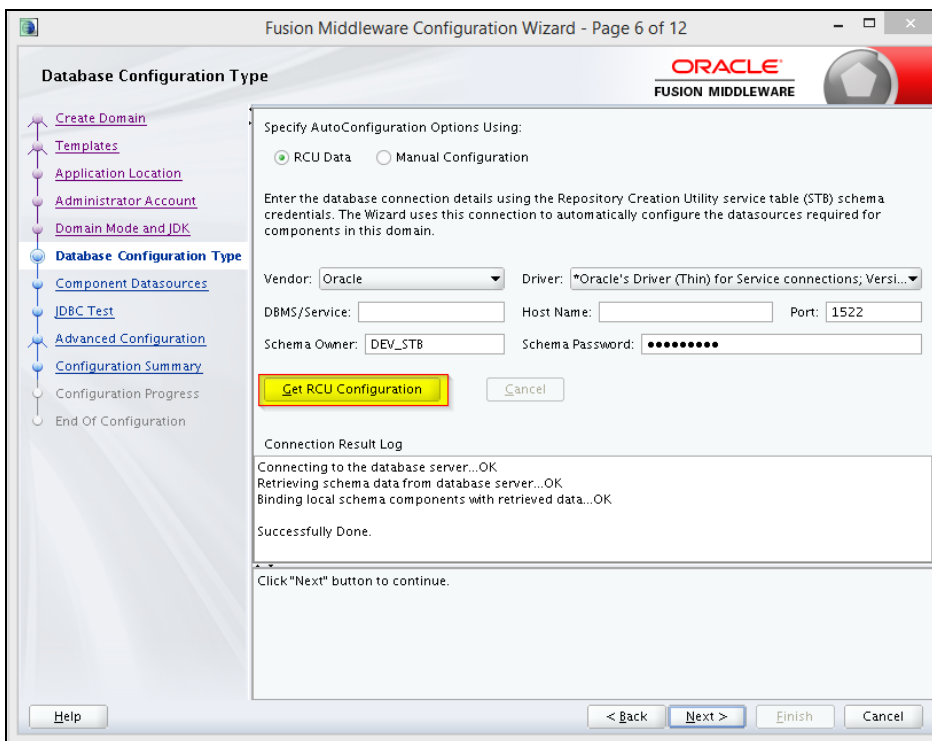 Fusion Middleware Configuration Wizard - Page 6 of 12
Database Configuration Type
ORACLE
FUSION MIDDLEWARE
Create Domain
Templates
Application Location
Administrator Account
Domain Mode and JDK
Database Configuration Type
Component Datasources
JDBC Test
Advanced Configuration
Configuration Summary
Configuration Progress
End Of Configuration
Specify AutoConfiguration Options Using:
RCU Data Manual Configuration
Enter the database connection details using the Repository Creation Utility service table (STB) schema
credentials. The Wizard uses this connection to automatically configure the datasources required for
components in this domain.
Vendor: Oracle Driver: *Oracle's Driver (Thin) for Service connections; Versi...
DBMS/Service: Host Name: Port: 1522
Schema Owner: DEV_STB Schema Password: •••••••••
Get RCU Configuration Cancel
Connection Result Log
Connecting to the database server...OK
Retrieving schema data from database server...OK
Binding local schema components with retrieved data...OK
Successfully Done.
Click "Next" button to continue.
Help < Back Next > Finish Cancel